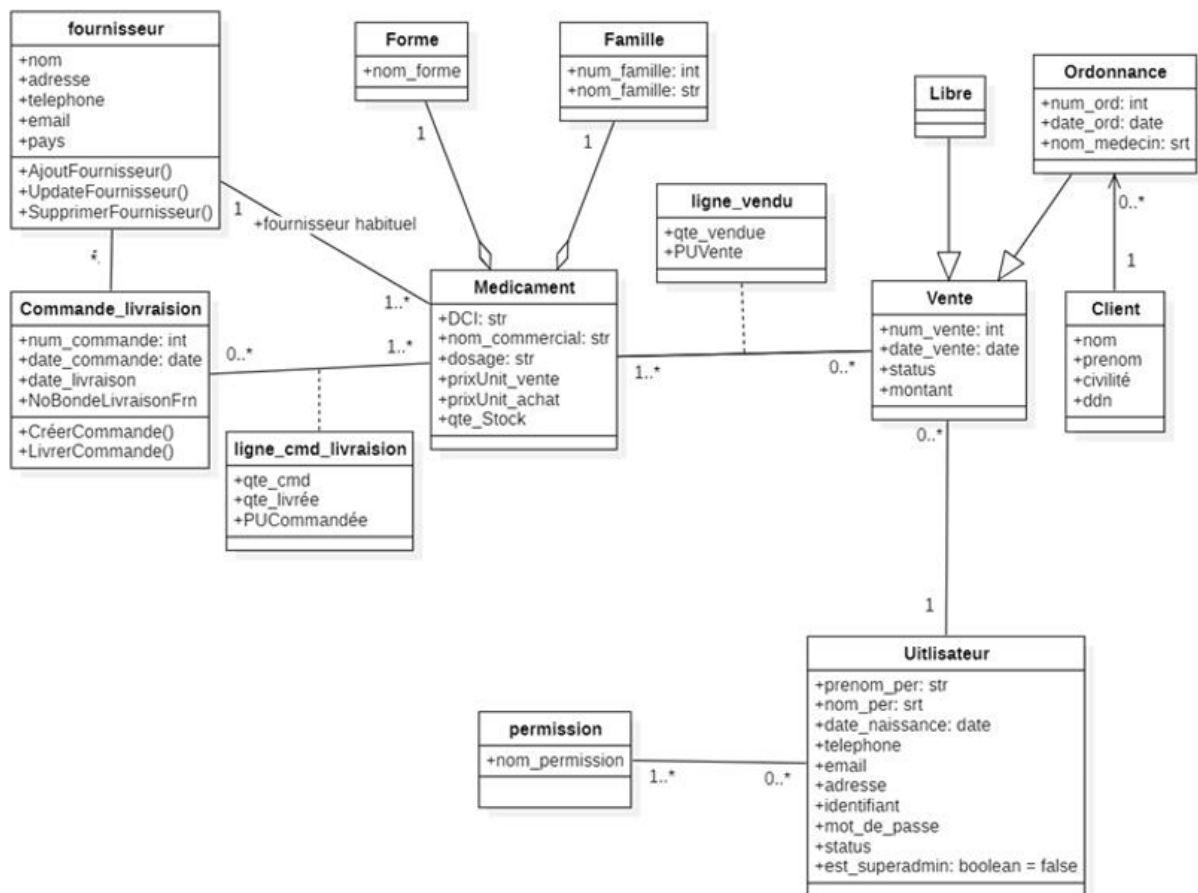 fournisseur
+nom
+adresse
+telephone
+email
+pays
+AjoutFournisseur()
+UpdateFournisseur()
+SupprimerFournisseur()
Forme
+nom_forme
Famille
+num_famille: int
+nom_famille: str
Libre
Ordonnance
+num_ord: int
+date_ord: date
+nom_medecin: srt
1
1
1
+fournisseur habituel
1..*
0..*
1
ligne_vendu
+qte_vendue
+PUVente
Commande_livraision
+num_commande: int
+date_commande: date
+date_livraison
+NoBondeLivraisonFrn
+CréerCommande()
+LivrerCommande()
0..*
1..*
Medicament
+DCI: str
+nom_commercial: str
+dosage: str
+prixUnit_vente
+prixUnit_achat
+qte_Stock
1..*
0..*
Vente
+num_vente: int
+date_vente: date
+status
+montant
Client
+nom
+prenom
+civilité
+ddn
ligne_cmd_livraision
+qte_cmd
+qte_livrée
+PUCommandée
0..*
1
Uitlisateur
+prenom_per: str
+nom_per: srt
+date_naissance: date
+telephone
+email
+adresse
+identifiant
+mot_de_passe
+status
+est_superadmin: boolean = false
permission
+nom_permission
1..*
0..*